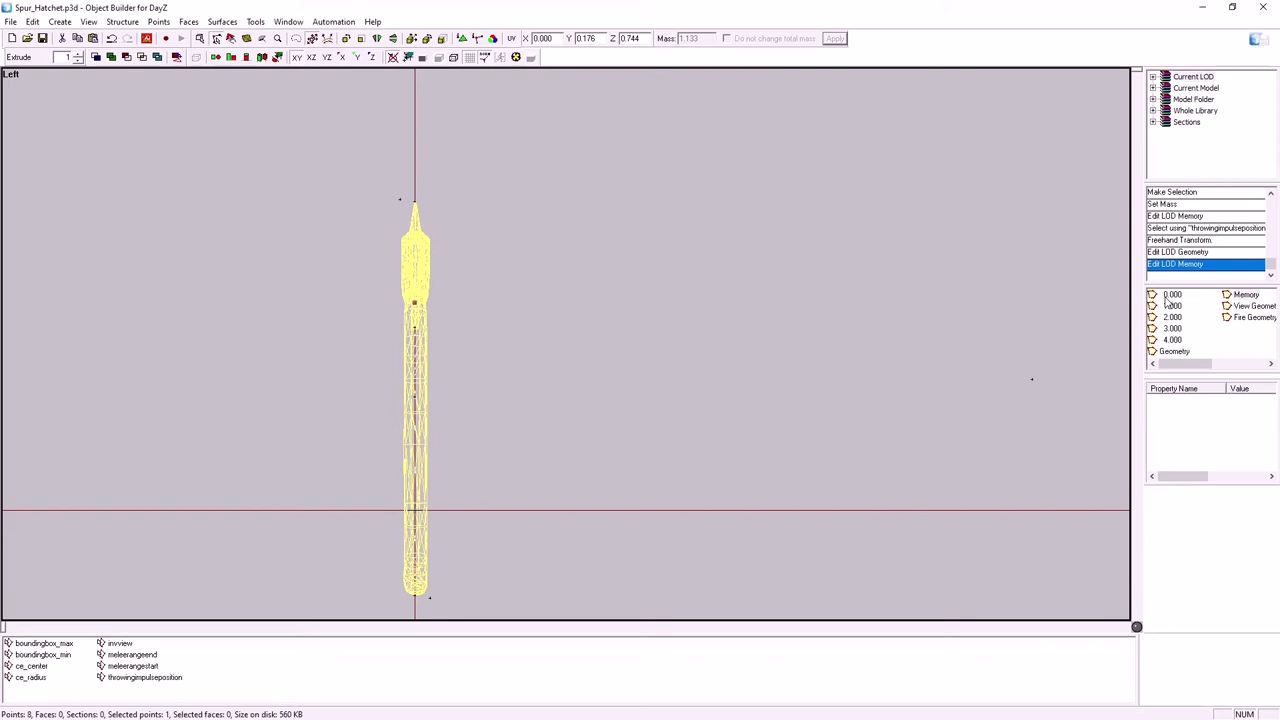 Spur_Hatchet.p3d - Object Builder for DayZ
File Edit Create View Structure Points Faces Surfaces Tools Window Automation Help
UV X 0.000 Y 0.176 Z 0.744 Mass: 1.133 Do not change total mass Apply
Extrude 1 XY XZ YZ X Y Z
Left
Current LOD
Current Model
Model Folder
Whole Library
Sections
Make Selection
Set Mass
Edit LOD Memory
Select using "throwingimpulseposition
Freehand Transform.
Edit LOD Geometry
Edit LOD Memory
0.000 Memory
View Geomet
2.000 Fire Geometry
3.000
4.000
Geometry
Property Name Value
boundingbox_max invview
boundingbox_min meleerangeend
ce_center meleerangestart
ce_radius throwingimpulseposition
Points: 8, Faces: 0, Sections: 0, Selected points: 1, Selected faces: 0, Size on disk: 560 KB
NUM